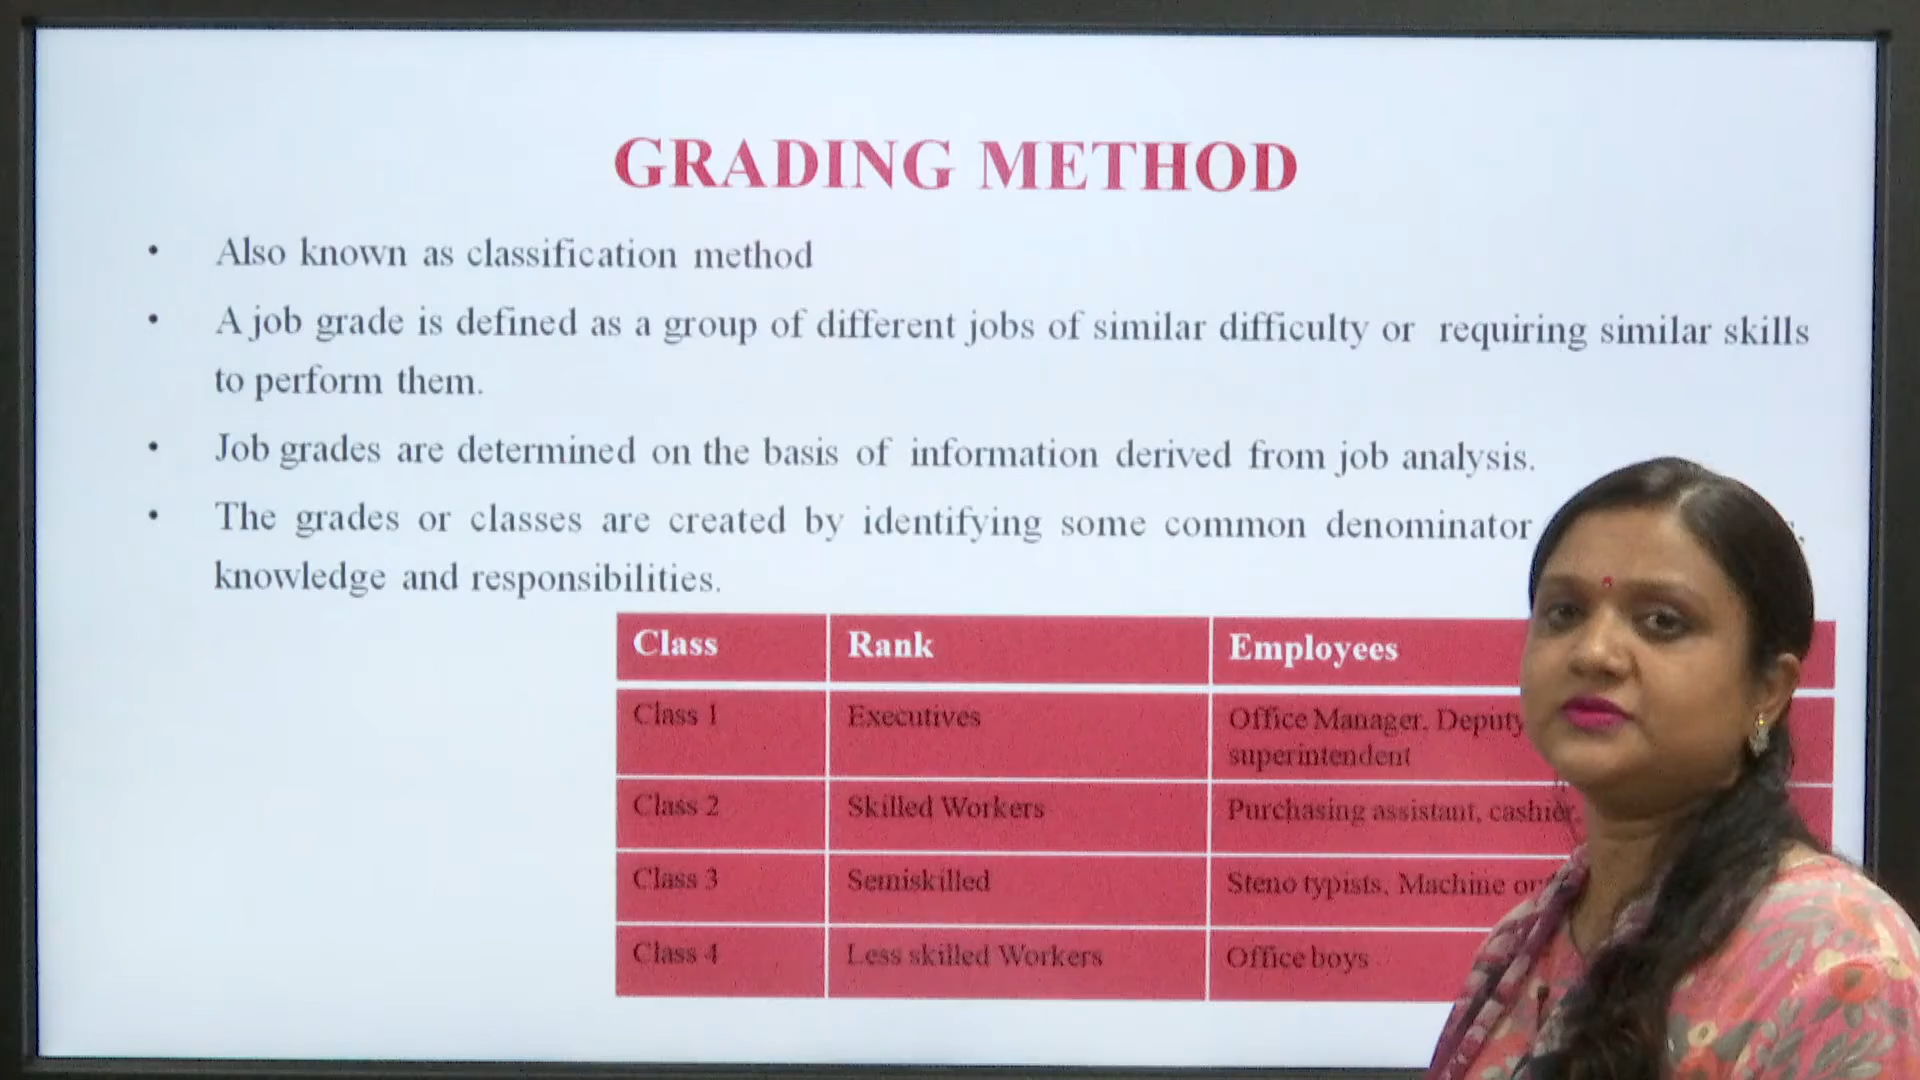 GRADING METHOD
• Also known as classification method
• A job grade is defined as a group of different jobs of similar difficulty or requiring similar skills
to perform them.
• Job grades are determined on the basis of information derived from job analysis.
• The grades or classes are created by identifying some common denominator
knowledge and responsibilities.
Class Rank Employees
Class 1 Executives Office Manager, Deputy
superintendent
Class 2 Skilled Workers Purchasing assistant, cashier,
Class 3 Semiskilled Steno typists, Machine
Class 4 Less skilled Workers Office boys